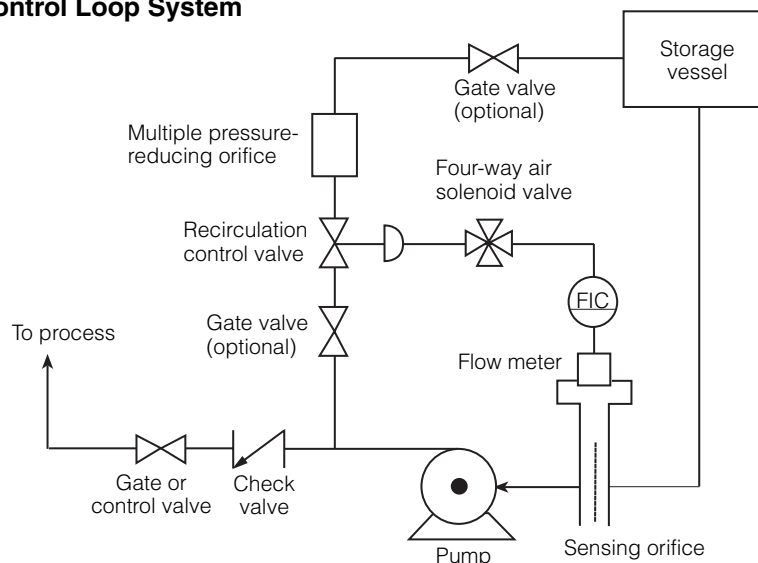 ontrol Loop System
Storage
vessel
Gate valve
(optional)
Multiple pressure-
reducing orifice
Four-way air
solenoid valve
Recirculation
control valve
FIC
Gate valve
(optional)
To process
Flow meter
Gate or
control valve
Check
valve
Pump
Sensing orifice